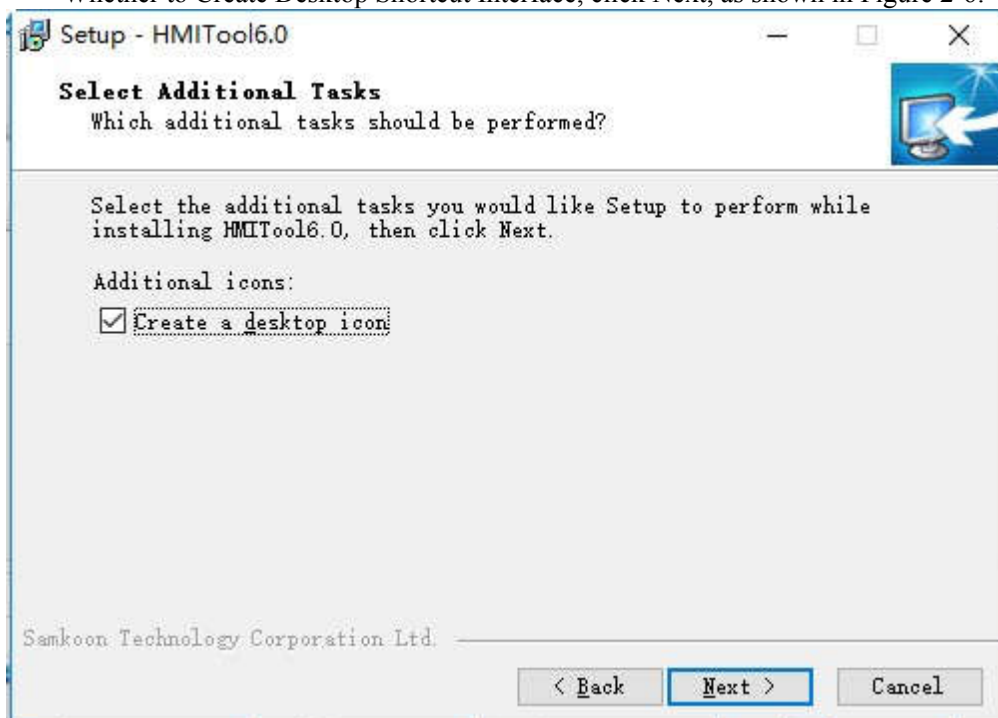 Whether to Create Desktop Shortcut Interface, click Next, as shown in Figure 2-6.
Setup - HMITool6.0
Select Additional Tasks
Which additional tasks should be performed?
Select the additional tasks you would like Setup to perform while
installing HMITool6.0, then click Next.
Additional icons:
Create a desktop icon
Samkoon Technology Corporation Ltd.
< Back
Next >
Cancel